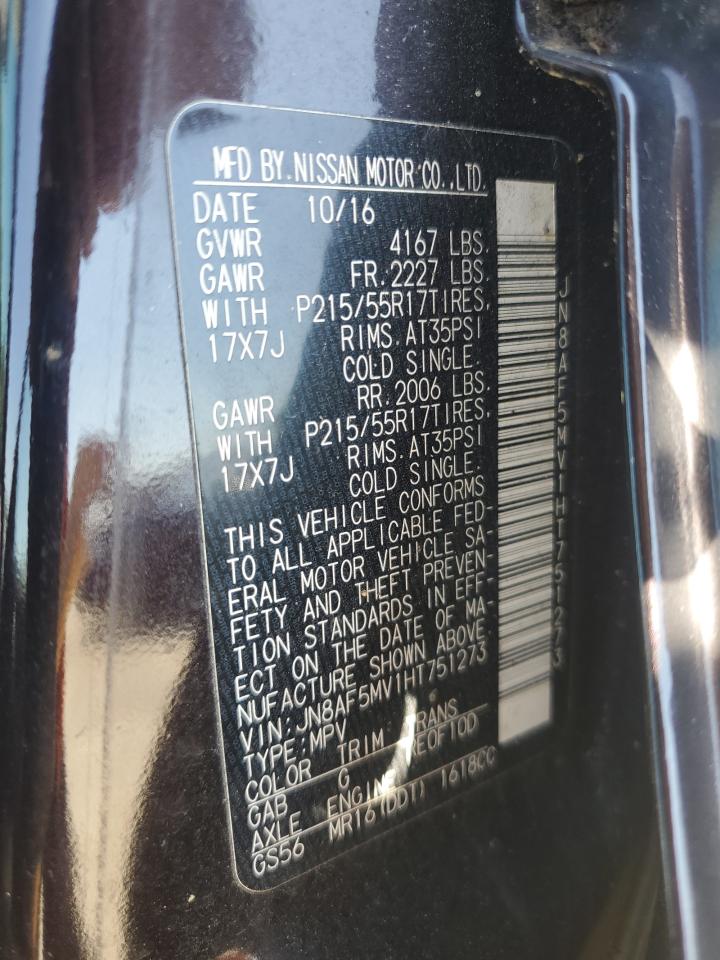 MFD BY.NISSAN MOTOR CO.,LTD.
DATE 10/16
GVWR 4167 LBS.
GAWR FR.2227 LBS.
WITH P215/55R17TIRES.
17X7J RIMS.AT35PSI
COLD SINGLE.
GAWR RR.2006 LBS.
WITH P215/55R17TIRES.
17X7J RIMS.AT35PSI
COLD SINGLE.
THIS VEHICLE CONFORMS
TO ALL APPLICABLE FED-
ERAL MOTOR VEHICLE SA-
FETY AND THEFT PREVEN-
TION STANDARDS IN EFF-
ECT ON THE DATE OF MA-
NUFACTURE SHOWN ABOVE.
VIN:JN8AF5MV1HT751273
TYPE:MPV
COLOR TRIM TRANS
GAB G RE0F10D
AXLE ENGINE
GS56 MR16(DDT) 1618CC
JN8AF5MV1HT751273